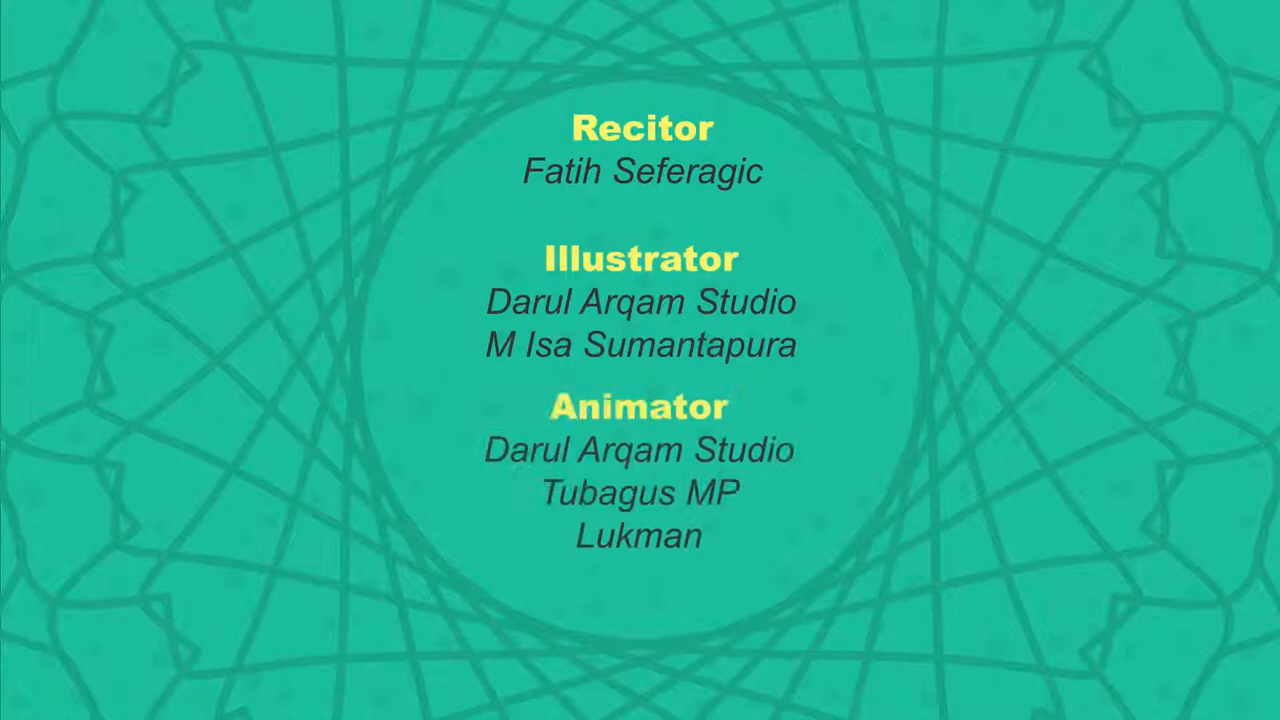 Recitor
Fatih Seferagic
Illustrator
Darul Arqam Studio
M Isa Sumantapura
Animator
Darul Arqam Studio
Tubagus MP
Lukman